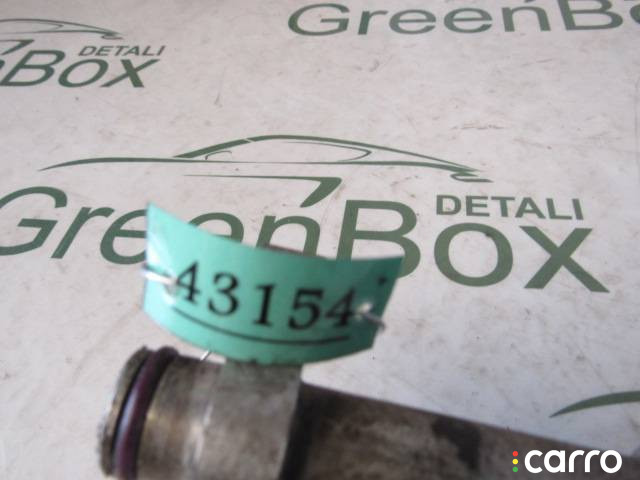 GreenBox
DETALI
Box
DETALI
GreenBox
43154
carro